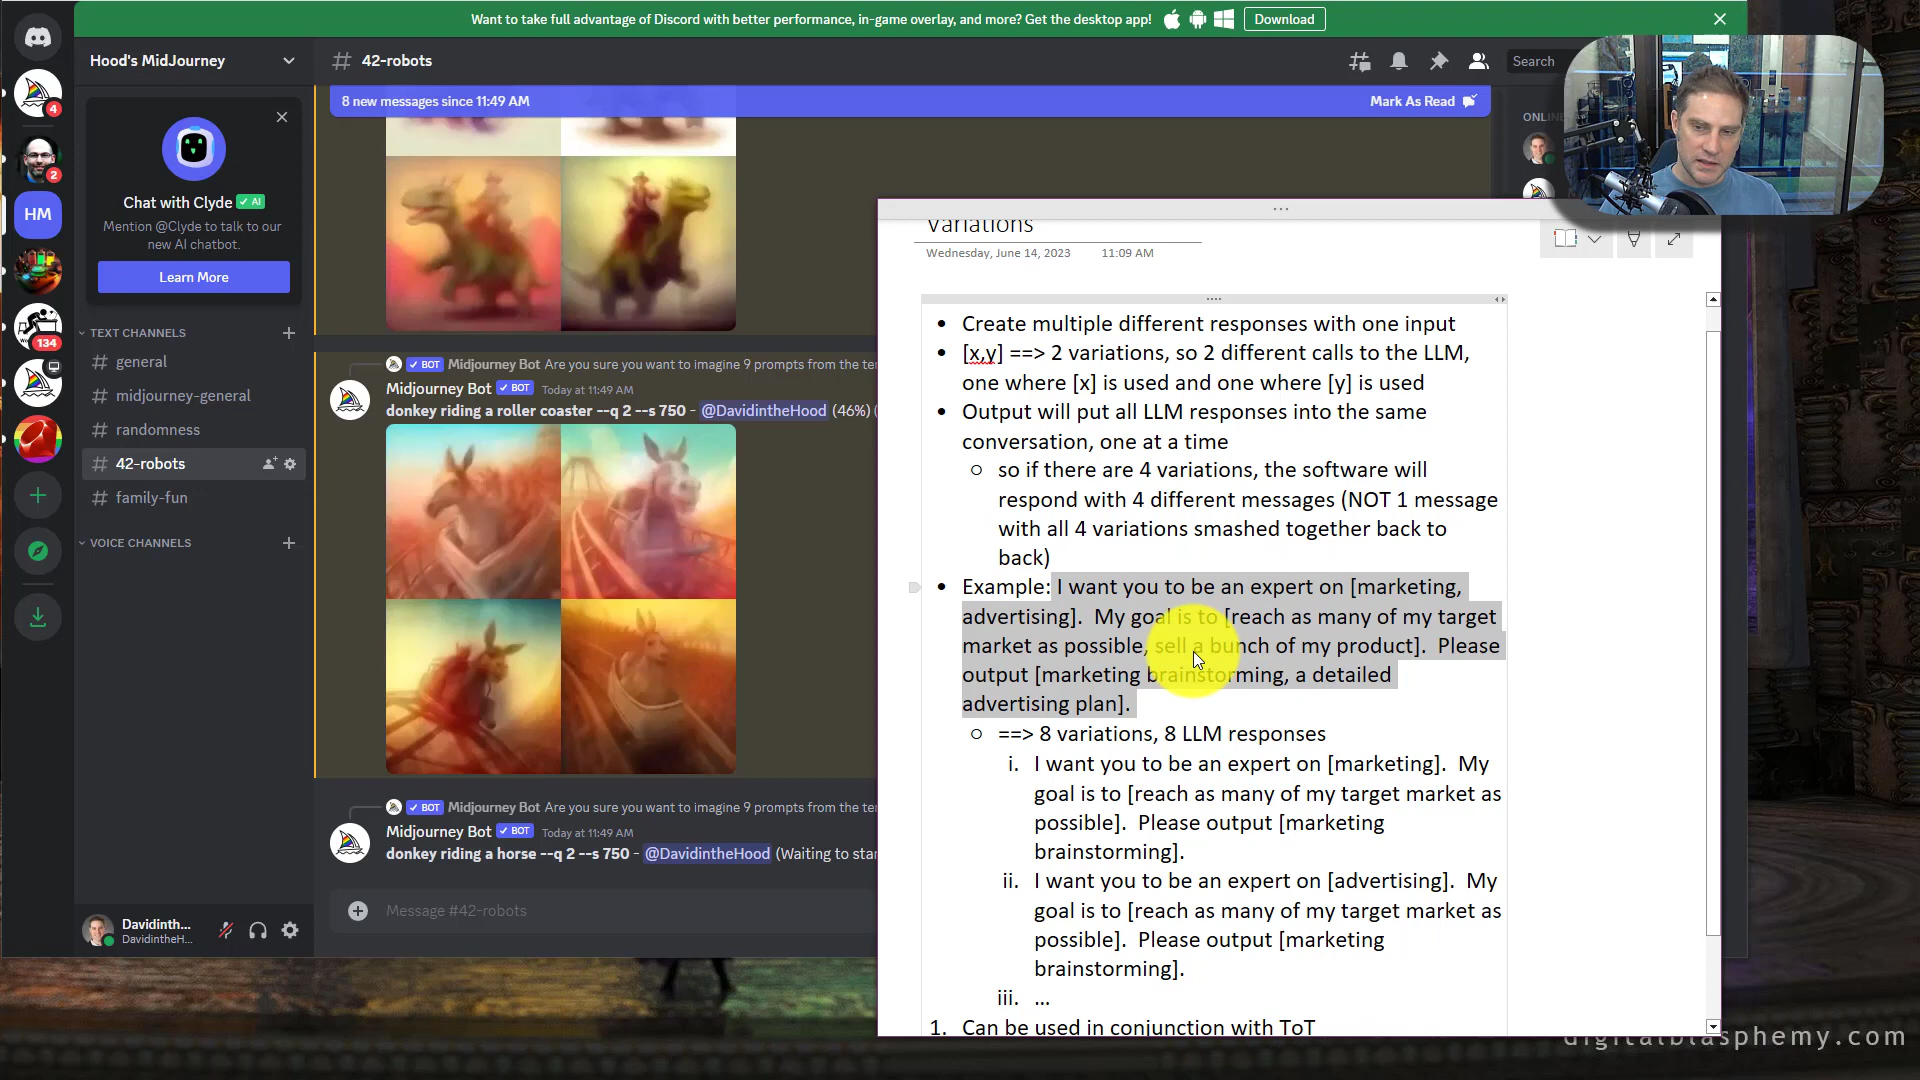 Want to take full advantage of Discord with better performance, in-game overlay, and more? Get the desktop app!
Download
Hood's MidJourney
# 42-robots
Search
8 new messages since 11:49 AM
Mark As Read
4
2
HM
134
Chat with Clyde ✓ AI
Mention @Clyde to talk to our
new AI chatbot.
Learn More
TEXT CHANNELS
general
midjourney-general
randomness
42-robots
family-fun
VOICE CHANNELS
Davidinth...
DavidintheH...
✓ BOT Midjourney Bot Are you sure you want to imagine 9 prompts from the te
Midjourney Bot ✓ BOT Today at 11:49 AM
donkey riding a roller coaster --q 2 --s 750 - @DavidintheHood (46%) (
✓ BOT Midjourney Bot Are you sure you want to imagine 9 prompts from the te
Midjourney Bot ✓ BOT Today at 11:49 AM
donkey riding a horse --q 2 --s 750 - @DavidintheHood (Waiting to star
Message #42-robots
ONLINE
Variations
Wednesday, June 14, 2023 11:09 AM
• Create multiple different responses with one input
• [x,y] ==> 2 variations, so 2 different calls to the LLM,
one where [x] is used and one where [y] is used
• Output will put all LLM responses into the same
conversation, one at a time
○ so if there are 4 variations, the software will
respond with 4 different messages (NOT 1 message
with all 4 variations smashed together back to
back)
• Example: I want you to be an expert on [marketing,
advertising]. My goal is to [reach as many of my target
market as possible, sell a bunch of my product]. Please
output [marketing brainstorming, a detailed
advertising plan].
○ ==> 8 variations, 8 LLM responses
i. I want you to be an expert on [marketing]. My
goal is to [reach as many of my target market as
possible]. Please output [marketing
brainstorming].
ii. I want you to be an expert on [advertising]. My
goal is to [reach as many of my target market as
possible]. Please output [marketing
brainstorming].
iii. ...
1. Can be used in conjunction with ToT
digitalblasphemy.com